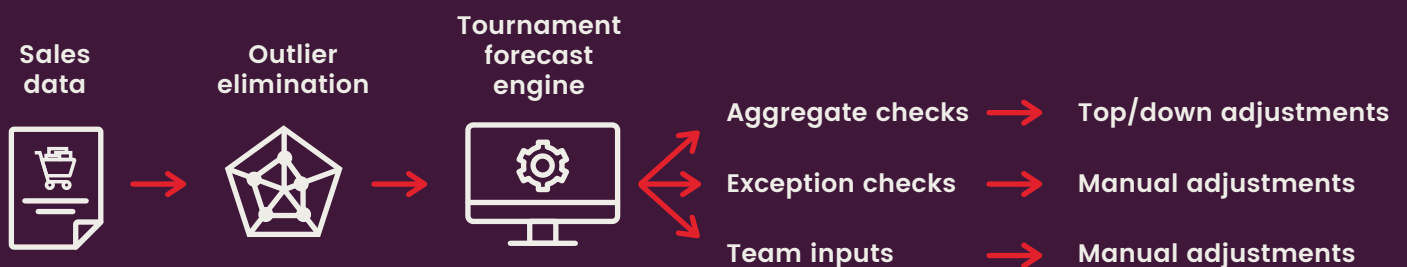 Sales
data
Outlier
elimination
Tournament
forecast
engine
Aggregate checks
Top/down adjustments
Exception checks
Manual adjustments
Team inputs
Manual adjustments